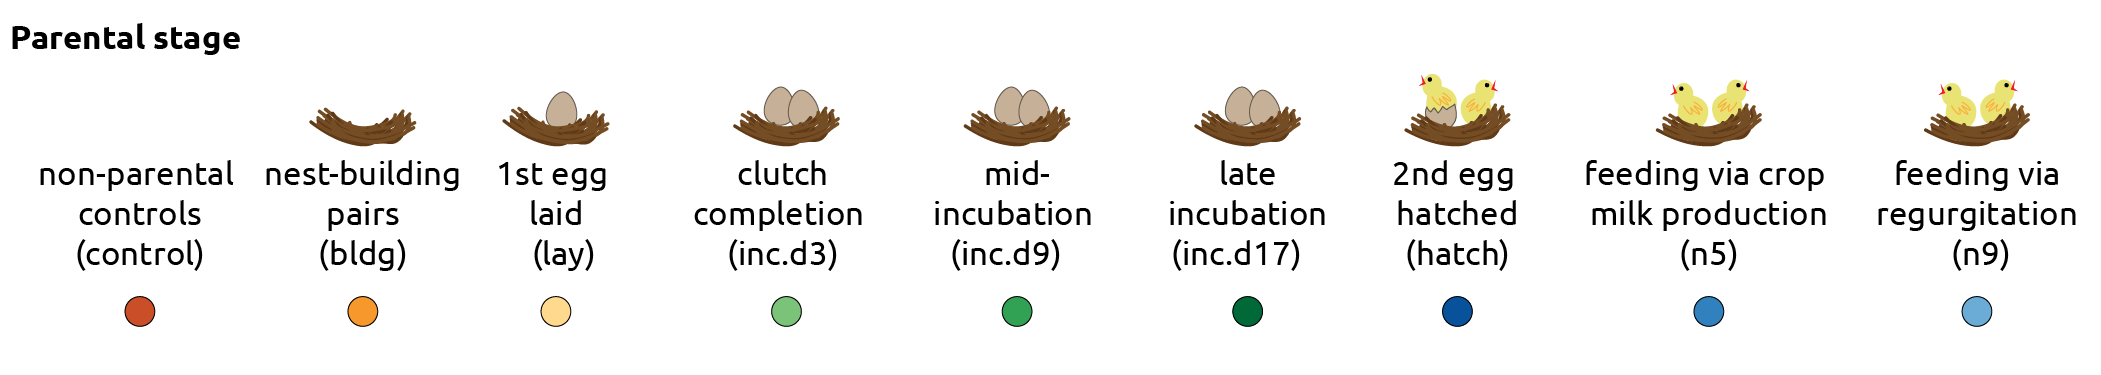 Parental stage
non-parental controls (control)
nest-building pairs (bldg)
1st egg laid (lay)
clutch completion (inc.d3)
mid-incubation (inc.d9)
late incubation (inc.d17)
2nd egg hatched (hatch)
feeding via crop milk production (n5)
feeding via regurgitation (n9)